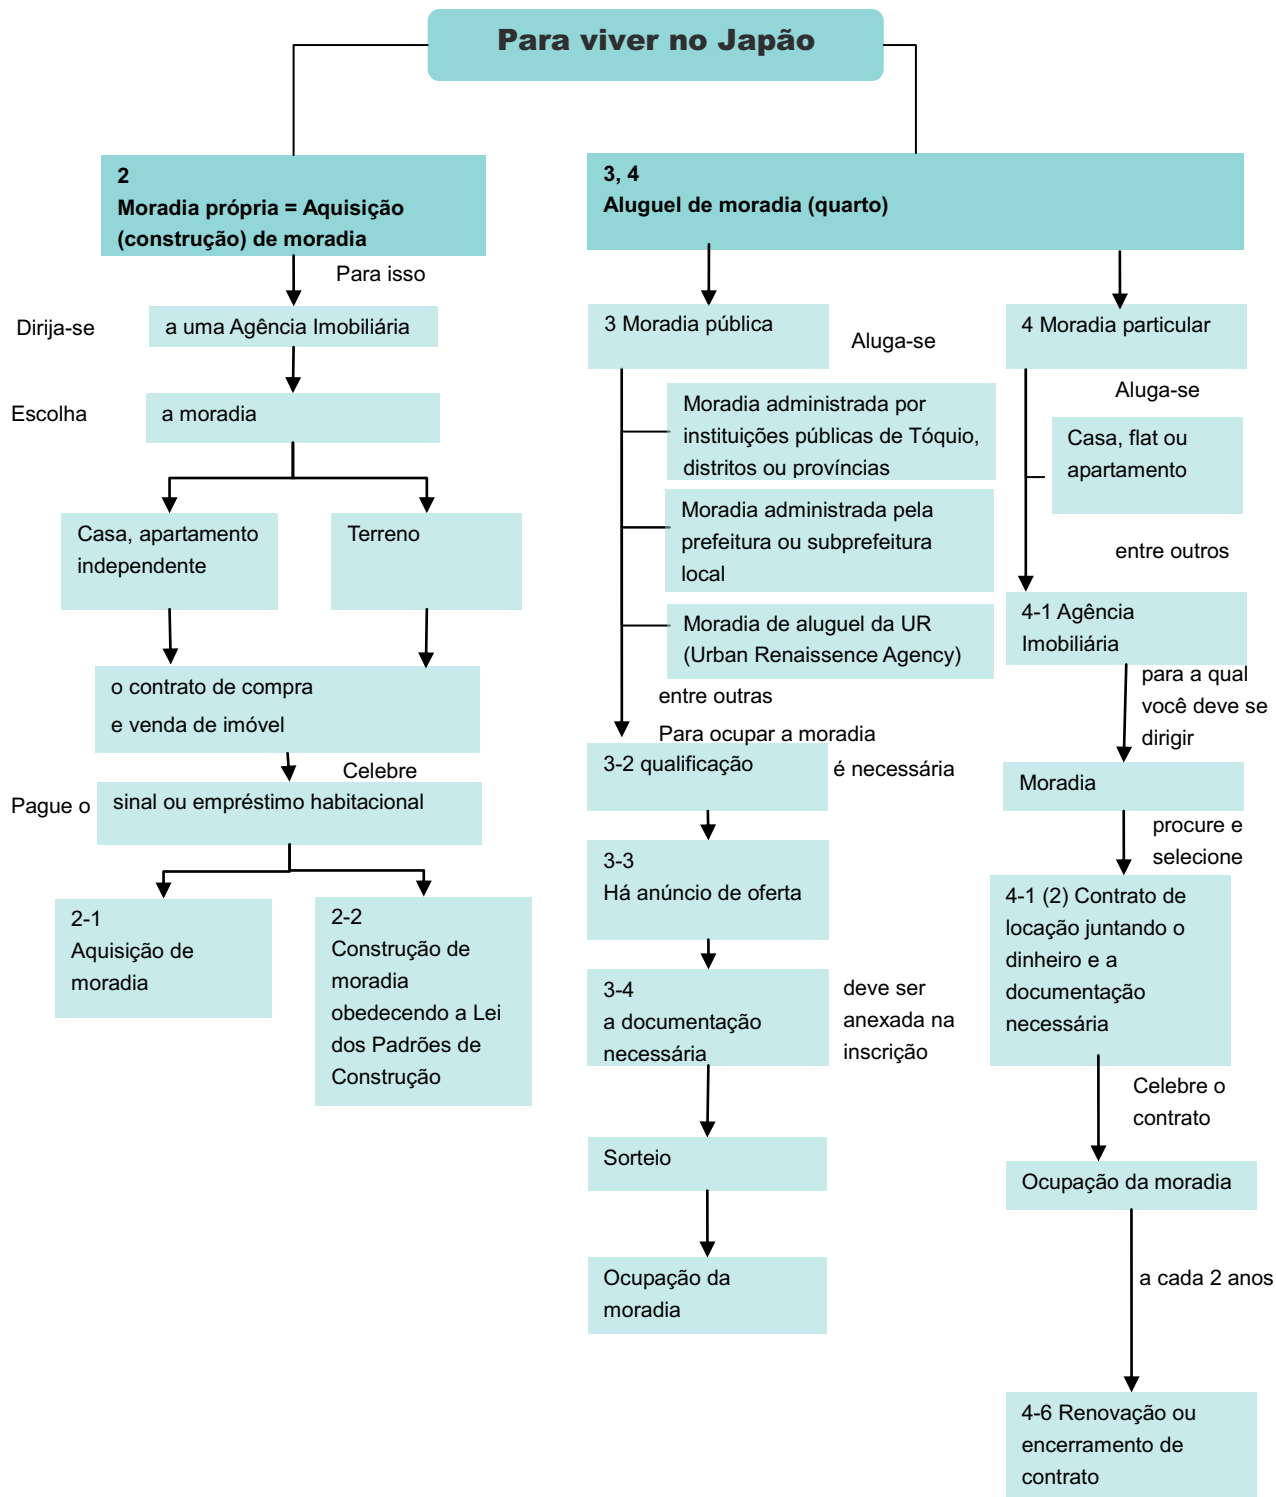 Para viver no Japão
2
Moradia própria = Aquisição
(construção) de moradia
Para isso
Dirija-se
a uma Agência Imobiliária
Escolha
a moradia
Casa, apartamento
independente
Terreno
o contrato de compra
e venda de imóvel
Celebre
Pague o
sinal ou empréstimo habitacional
2-1
Aquisição de
moradia
2-2
Construção de
moradia
obedecendo a Lei
dos Padrões de
Construção
3, 4
Aluguel de moradia (quarto)
3 Moradia pública
Aluga-se
Moradia administrada por
instituições públicas de Tóquio,
distritos ou províncias
Moradia administrada pela
prefeitura ou subprefeitura
local
Moradia de aluguel da UR
(Urban Renaissence Agency)
entre outras
Para ocupar a moradia
3-2 qualificação
é necessária
3-3
Há anúncio de oferta
3-4
a documentação
necessária
deve ser
anexada na
inscrição
Sorteio
Ocupação da
moradia
4 Moradia particular
Aluga-se
Casa, flat ou
apartamento
entre outros
4-1 Agência
Imobiliária
para a qual
você deve se
dirigir
Moradia
procure e
selecione
4-1 (2) Contrato de
locação juntando o
dinheiro e a
documentação
necessária
Celebre o
contrato
Ocupação da moradia
a cada 2 anos
4-6 Renovação ou
encerramento de
contrato